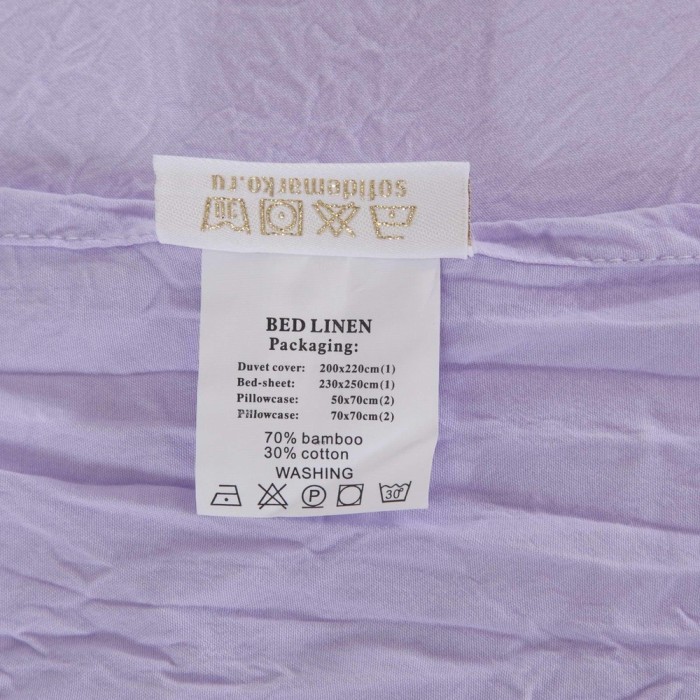 sofidemarko.ru
BED LINEN
Packaging:
Duvet cover: 200x220cm(1)
Bed-sheet: 230x250cm(1)
Pillowcase: 50x70cm(2)
Pillowcase: 70x70cm(2)
70% bamboo
30% cotton
WASHING
P 30°